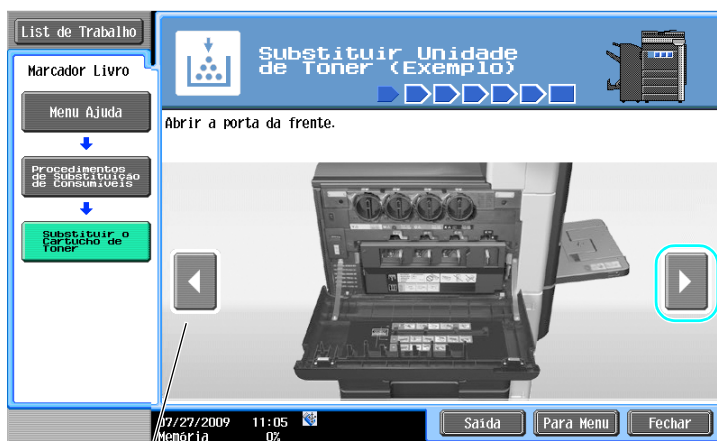 List de Trabalho
Marcador Livro
Menu Ajuda
Procedimentos
de Substituição
de Consumíveis
Substituir o
Cartucho de
Toner
Substituir Unidade
de Toner (Exemplo)
Abrir a porta da frente.
07/27/2009 11:05
Memória 0%
Saída
Para Menu
Fechar